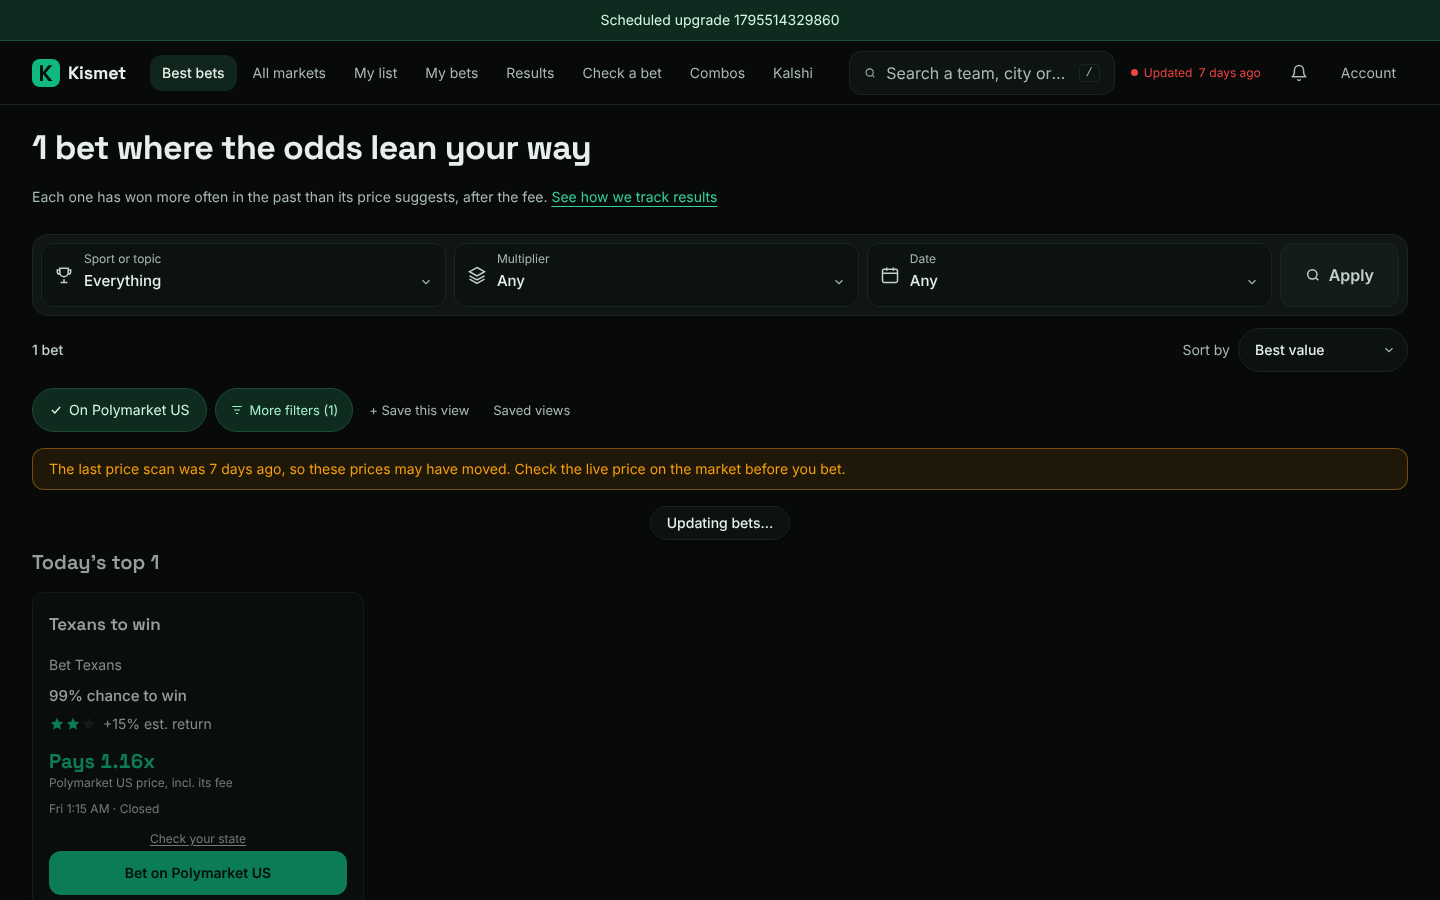 Scheduled upgrade 1795514329860
K Kismet
Best bets
All markets
My list
My bets
Results
Check a bet
Combos
Kalshi
Search a team, city or...
/
Updated 7 days ago
Account
1 bet where the odds lean your way
Each one has won more often in the past than its price suggests, after the fee. See how we track results
Sport or topic
Everything
Multiplier
Any
Date
Any
Apply
1 bet
Sort by
Best value
On Polymarket US
More filters (1)
+ Save this view
Saved views
The last price scan was 7 days ago, so these prices may have moved. Check the live price on the market before you bet.
Updating bets...
Today's top 1
Texans to win
Bet Texans
99% chance to win
+15% est. return
Pays 1.16x
Polymarket US price, incl. its fee
Fri 1:15 AM · Closed
Check your state
Bet on Polymarket US